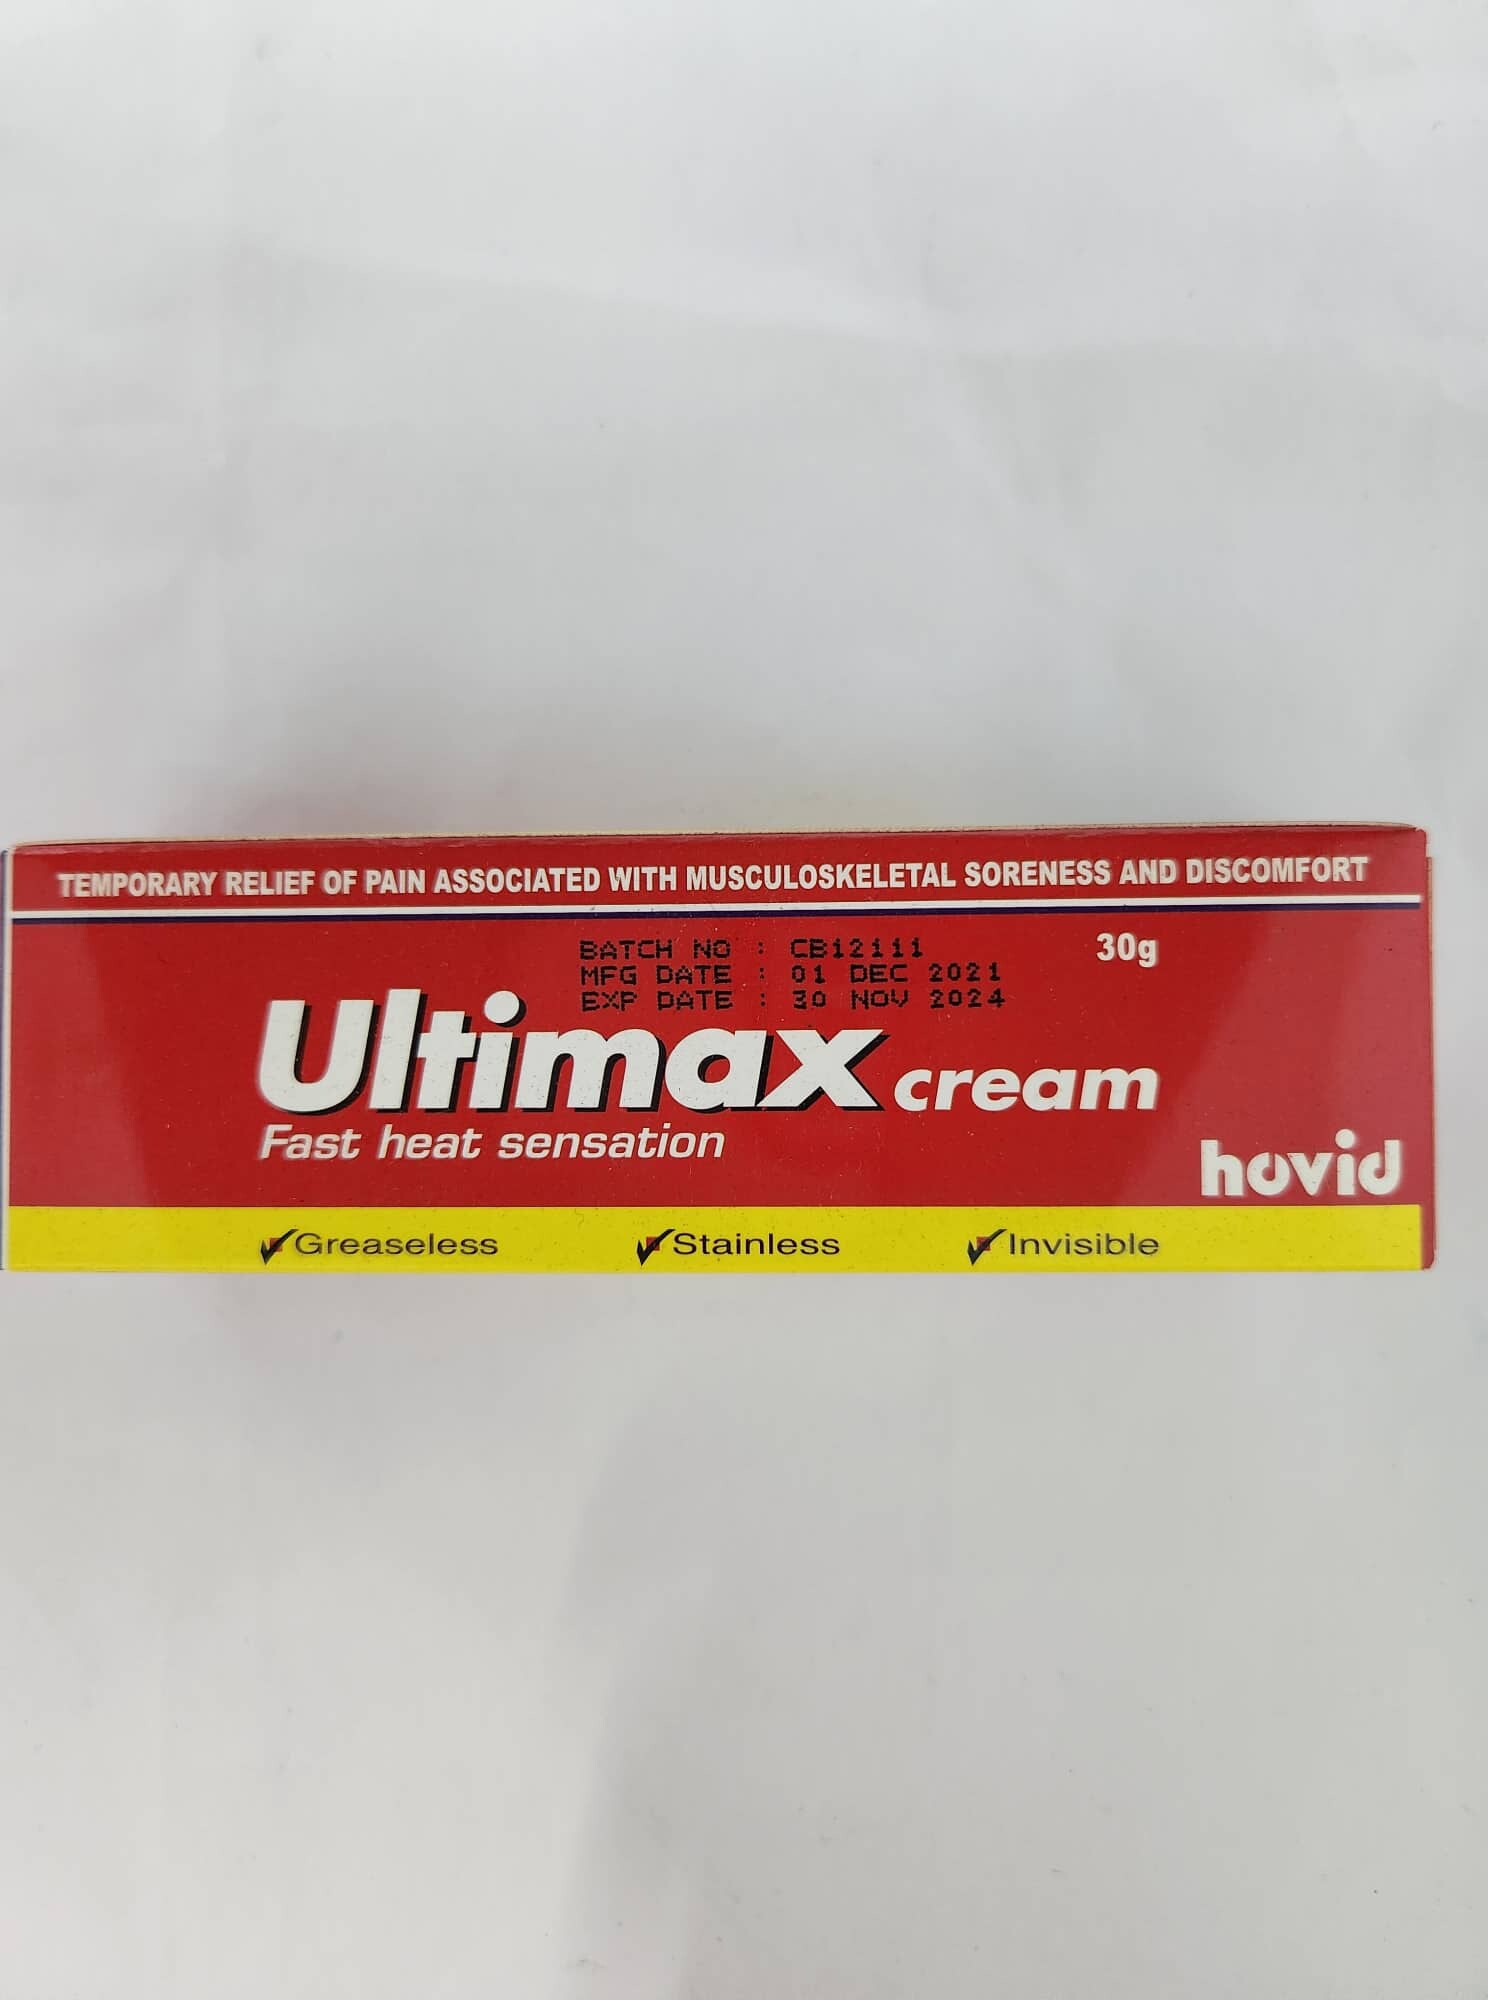 TEMPORARY RELIEF OF PAIN ASSOCIATED WITH MUSCULOSKELETAL SORENESS AND DISCOMFORT
BATCH NO : CB12111
MFG DATE : 01 DEC 2021
EXP DATE : 30 NOV 2024
30g
Ultimax cream
Fast heat sensation
hovid
Greaseless Stainless Invisible